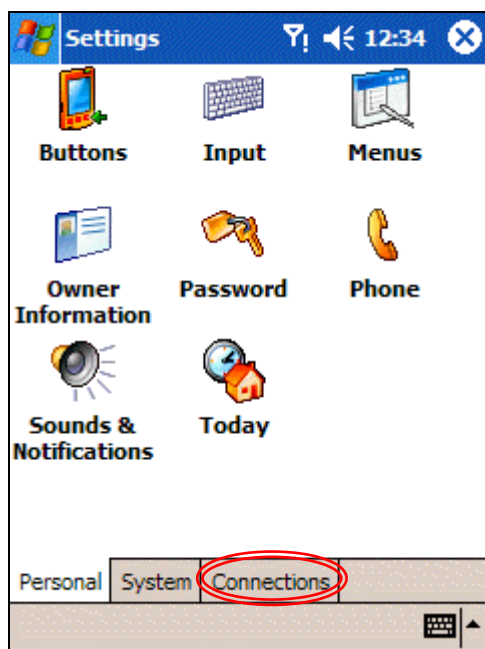 Settings 12:34
Buttons Input Menus
Owner Information Password Phone
Sounds & Notifications Today
Personal System Connections